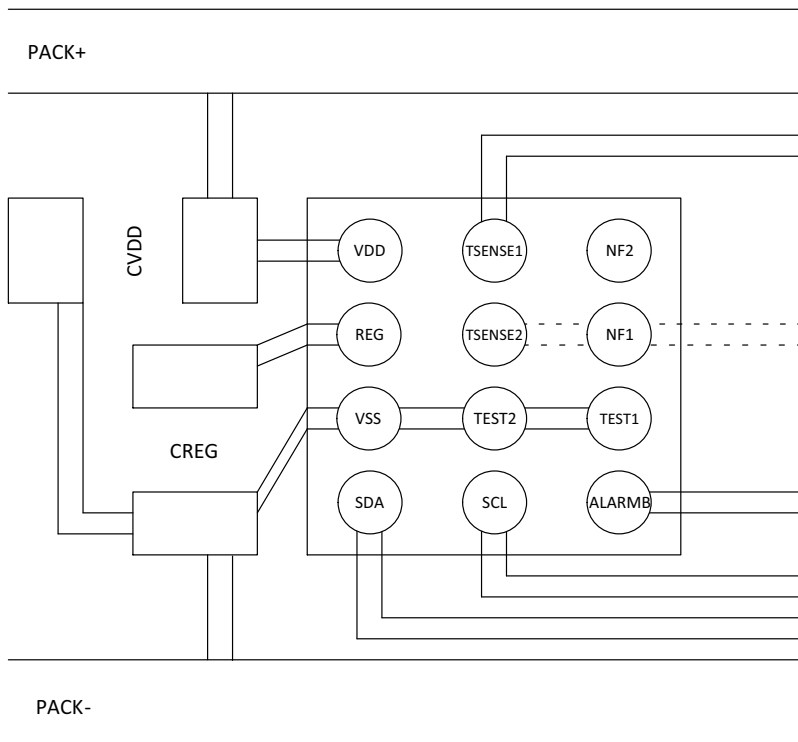 PACK+
CVDD
VDD
TSENSE1
NF2
REG
TSENSE2
NF1
VSS
TEST2
TEST1
CREG
SDA
SCL
ALARMB
PACK-